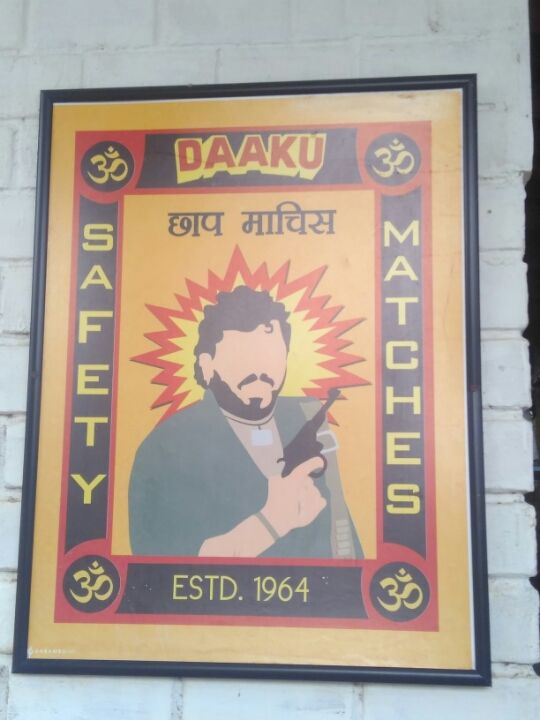 ॐ DAAKU ॐ
छाप माचिस
SAFETY
MATCHES
ॐ ESTD. 1964 ॐ